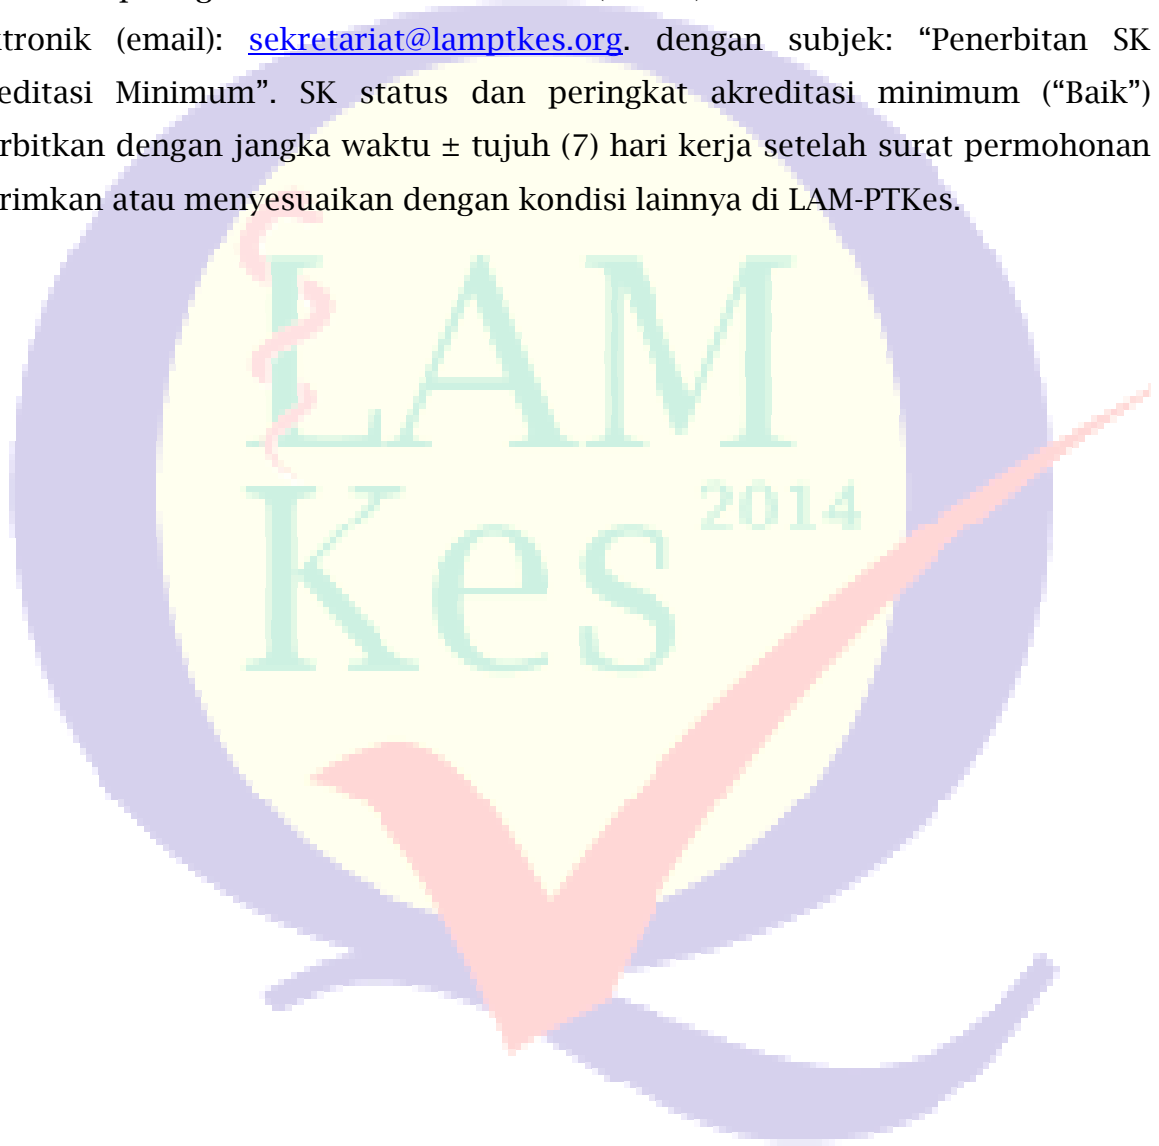 tronik (email): sekretariat@lamptkes.org. dengan subjek: “Penerbitan SK
editasi Minimum”. SK status dan peringkat akreditasi minimum (“Baik”)
rbitkan dengan jangka waktu ± tujuh (7) hari kerja setelah surat permohonan
rimkan atau menyesuaikan dengan kondisi lainnya di LAM-PTKes.
LAM
Kes 2014